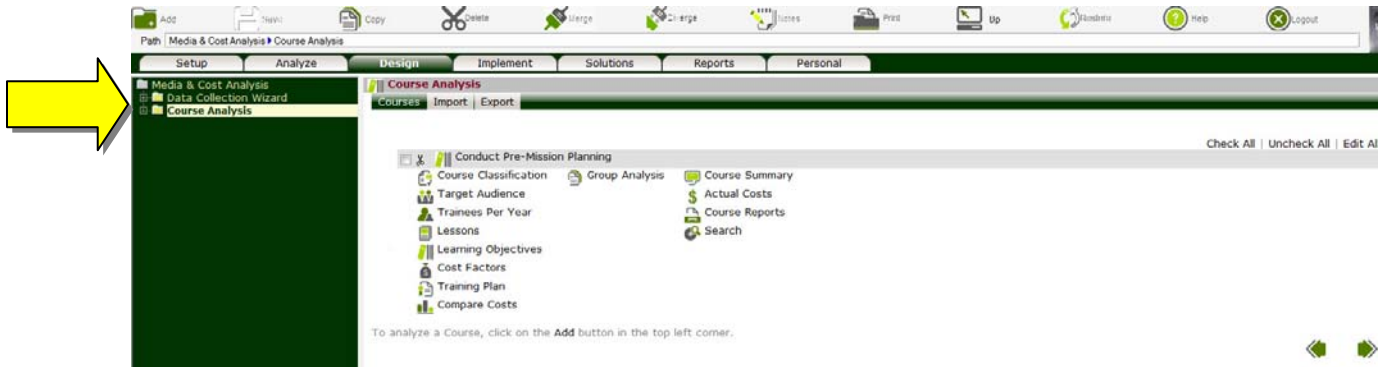 Add Save Copy Delete Merge Notes Print Up Help Logout
Path Media & Cost Analysis Course Analysis
Setup Analyze Design Implement Solutions Reports Personal
Media & Cost Analysis
Data Collection Wizard
Course Analysis
Course Analysis
Courses Import Export
Check All | Uncheck All | Edit Al
Conduct Pre-Mission Planning
Course Classification Group Analysis Course Summary
Target Audience Actual Costs
Trainees Per Year Course Reports
Lessons Search
Learning Objectives
Cost Factors
Training Plan
Compare Costs
To analyze a Course, click on the Add button in the top left corner.